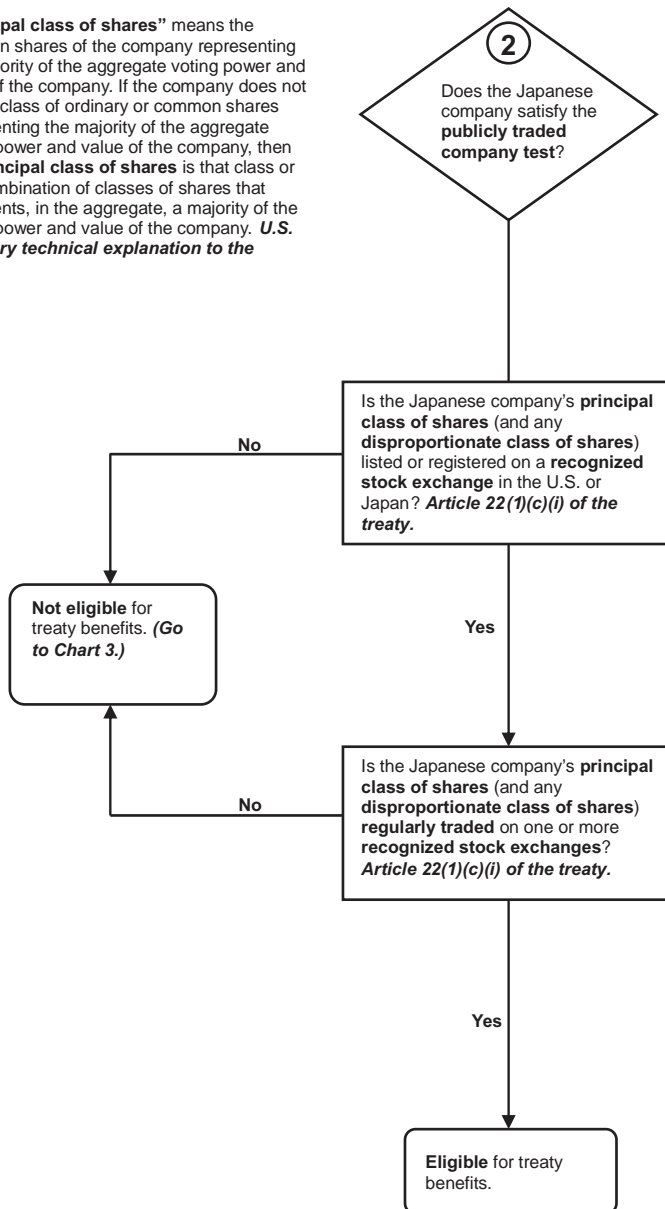 pal class of shares” means the
n shares of the company representing
ority of the aggregate voting power and
f the company. If the company does not
class of ordinary or common shares
enting the majority of the aggregate
power and value of the company, then
ncipal class of shares is that class or
mbination of classes of shares that
ents, in the aggregate, a majority of the
power and value of the company. U.S.
ry technical explanation to the
2
Does the Japanese
company satisfy the
publicly traded
company test?
Is the Japanese company’s principal
class of shares (and any
disproportionate class of shares)
listed or registered on a recognized
stock exchange in the U.S. or
Japan? Article 22(1)(c)(i) of the
treaty.
No
Not eligible for
treaty benefits. (Go
to Chart 3.)
Yes
Is the Japanese company’s principal
class of shares (and any
disproportionate class of shares)
regularly traded on one or more
recognized stock exchanges?
Article 22(1)(c)(i) of the treaty.
No
Yes
Eligible for treaty
benefits.